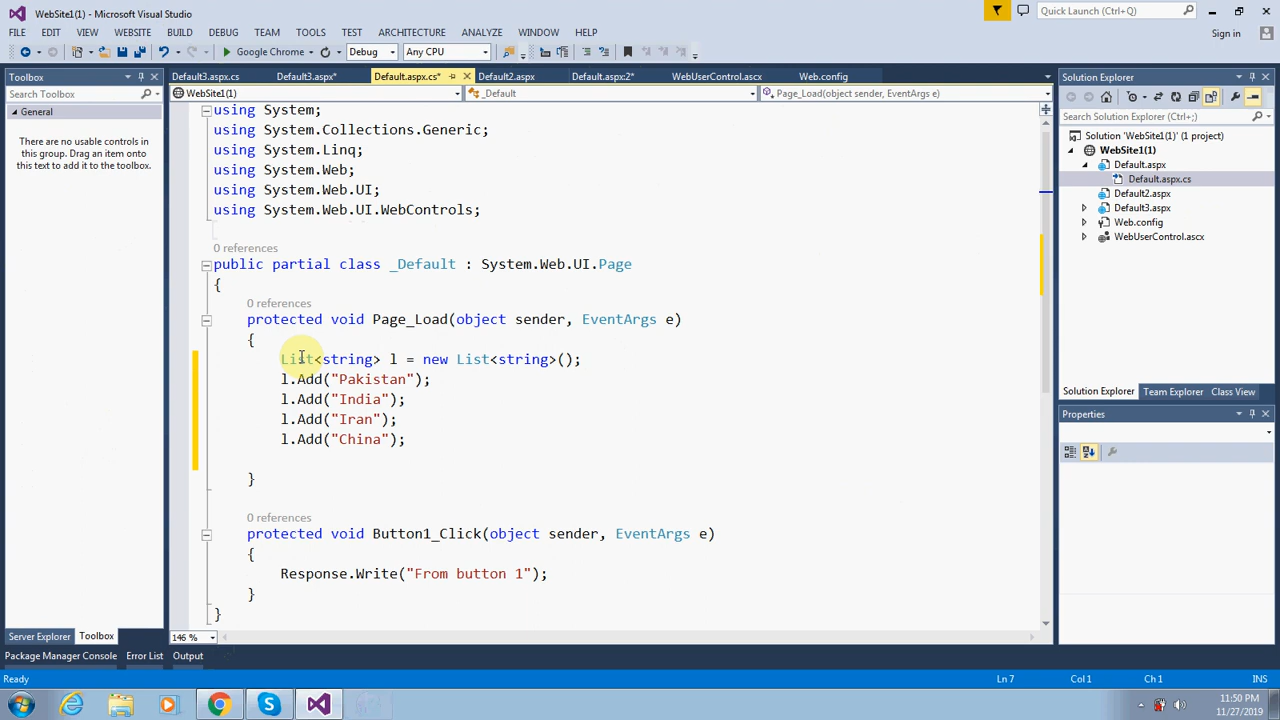 WebSite1(1) - Microsoft Visual Studio
Quick Launch (Ctrl+Q)
FILE EDIT VIEW WEBSITE BUILD DEBUG TEAM TOOLS TEST ARCHITECTURE ANALYZE WINDOW HELP
Sign in
Google Chrome Debug Any CPU
Toolbox
Search Toolbox
General
There are no usable controls in
this group. Drag an item onto
this text to add it to the toolbox.
Server Explorer Toolbox
Default3.aspx.cs Default3.aspx* Default.aspx.cs* Default2.aspx Default.aspx:2* WebUserControl.ascx Web.config
WebSite1(1) _Default Page_Load(object sender, EventArgs e)
using System;
using System.Collections.Generic;
using System.Linq;
using System.Web;
using System.Web.UI;
using System.Web.UI.WebControls;
0 references
public partial class _Default : System.Web.UI.Page
{
0 references
protected void Page_Load(object sender, EventArgs e)
{
List<string> l = new List<string>();
l.Add("Pakistan");
l.Add("India");
l.Add("Iran");
l.Add("China");
}
0 references
protected void Button1_Click(object sender, EventArgs e)
{
Response.Write("From button 1");
}
}
146 %
Solution Explorer
Search Solution Explorer (Ctrl+;)
Solution 'WebSite1(1)' (1 project)
WebSite1(1)
Default.aspx
Default.aspx.cs
Default2.aspx
Default3.aspx
Web.config
WebUserControl.ascx
Solution Explorer Team Explorer Class View
Properties
Package Manager Console Error List Output
Ready Ln 7 Col 1 Ch 1 INS
11:50 PM
11/27/2019